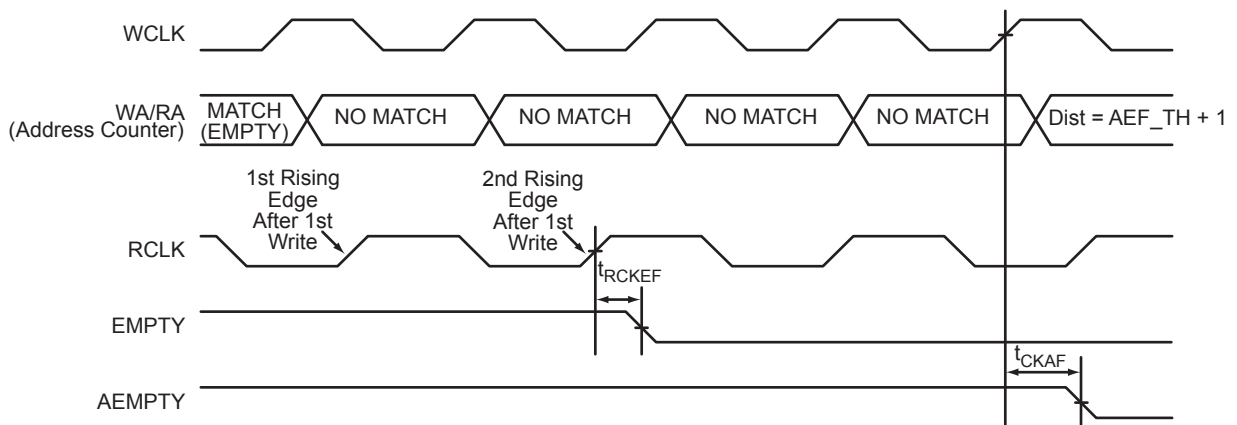 WCLK
WA/RA
(Address Counter)
MATCH
(EMPTY)
NO MATCH
NO MATCH
NO MATCH
NO MATCH
Dist = AEF_TH + 1
1st Rising
Edge
After 1st
Write
2nd Rising
Edge
After 1st
Write
RCLK
tRCKEF
EMPTY
tCKAF
AEMPTY